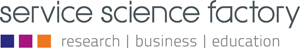 service science factory
research | business | education